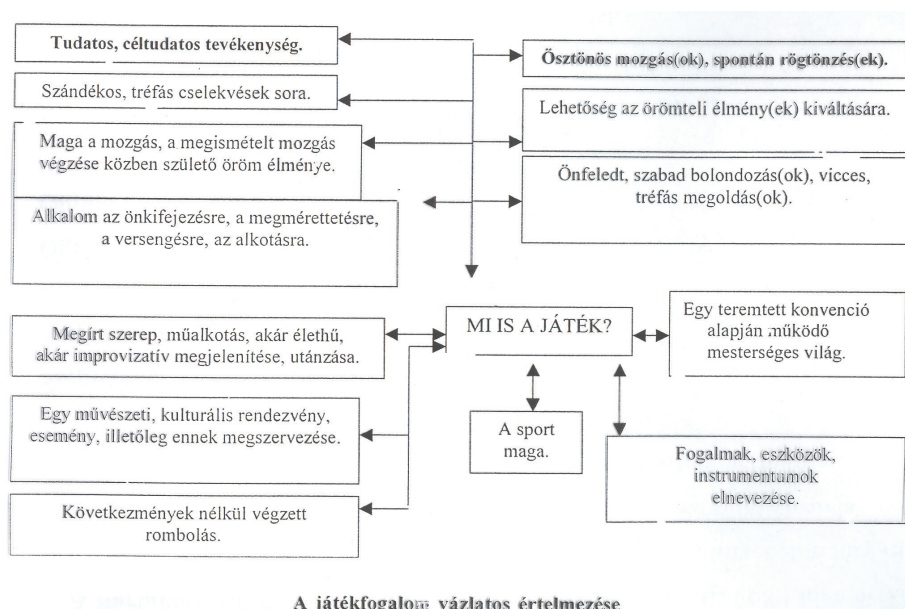 Tudatos, céltudatos tevékenység.
Ösztönös mozgás(ok), spontán rögtönzés(ek).
Szándékos, tréfás cselekvések sora.
Lehetőség az örömteli élmény(ek) kiváltására.
Maga a mozgás, a megismételt mozgás
végzése közben születő öröm élménye.
Önfeledt, szabad bolondozás(ok), vicces,
tréfás megoldás(ok).
Alkalom az önkifejezésre, a megmérettetésre,
a versengésre, az alkotásra.
MI IS A JÁTÉK?
Egy teremtett konvenció
alapján működő
mesterséges világ.
Megírt szerep, műalkotás, akár élethű,
akár improvizatív megjelenítése, utánzása.
Egy művészeti, kulturális rendezvény,
esemény, illetőleg ennek megszervezése.
A sport
maga.
Fogalmak, eszközök,
instrumentumok
elnevezése.
Következmények nélkül végzett
rombolás.
A játékfogalom vázlatos értelmezése